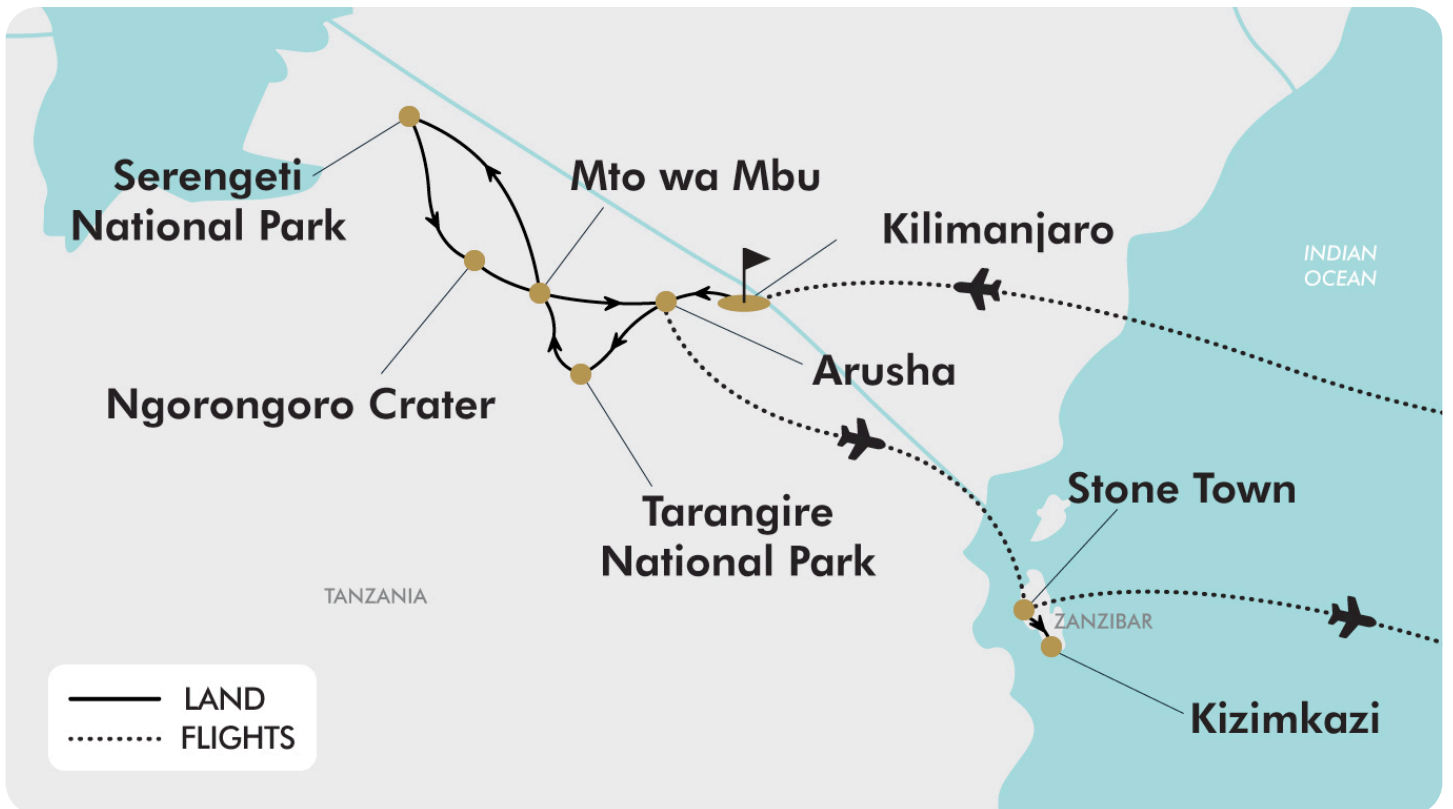 Serengeti
National Park
Mto wa Mbu
Kilimanjaro
INDIAN
OCEAN
Ngorongoro Crater
Arusha
Tarangire
National Park
Stone Town
TANZANIA
ZANZIBAR
Kizimkazi
LAND
FLIGHTS